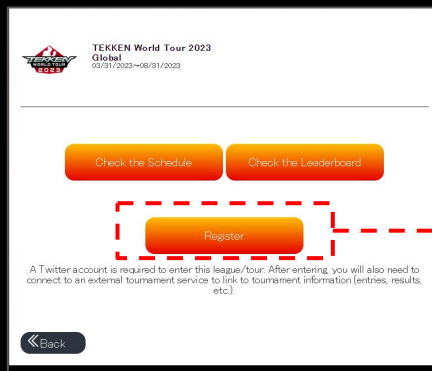 TEKKEN
WORLD TOUR
2023
TEKKEN World Tour 2023
Global
03/31/2023～08/31/2023
Check the Schedule
Check the Leaderboard
Register
A Twitter account is required to enter this league/tour. After entering, you will also need to
connect to an external tournament service to link to tournament information (entries, results,
etc.).
Back